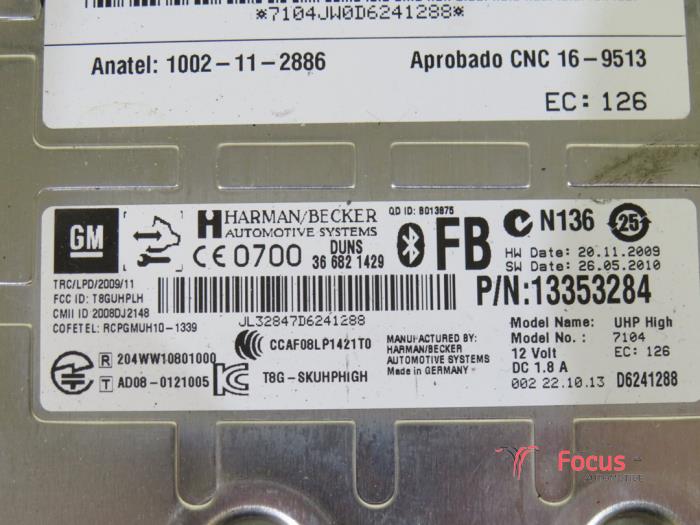 *7104JW0D6241288*
Anatel: 1002-11-2886
Aprobado CNC 16-9513
EC: 126
GM
HARMAN/BECKER
AUTOMOTIVE SYSTEMS
QD ID: B013875
CE 0700
DUNS
36 682 1429
FB
N136
25
HW Date: 20.11.2009
SW Date: 26.05.2010
TRC/LPD/2009/11
FCC ID: T8GUHPLH
CMII ID 2008DJ2148
COFETEL: RCPGMUH10-1339
JL32847D6241288
P/N:13353284
R 204WW10801000
T AD08-0121005
CCAF08LP1421T0
T8G-SKUHPHIGH
MANUFACTURED BY:
HARMAN/BECKER
AUTOMOTIVE SYSTEMS
Made in GERMANY
Model Name: UHP High
Model No.: 7104
12 Volt EC: 126
DC 1.8 A
002 22.10.13 D6241288
Focus
AUTOMOTIVE